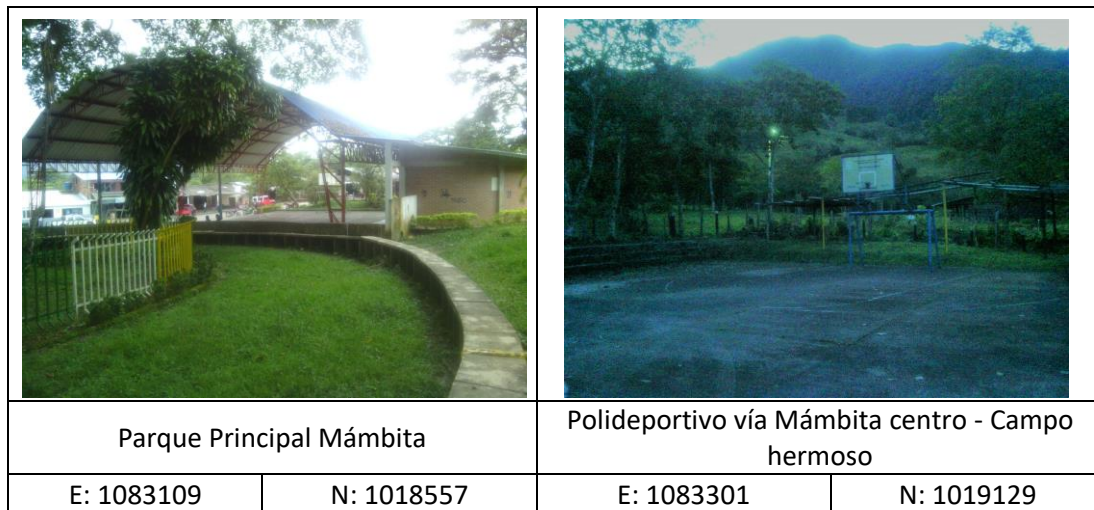 Parque Principal Mámbita
Polideportivo vía Mámbita centro - Campo
hermoso
E: 1083109
N: 1018557
E: 1083301
N: 1019129